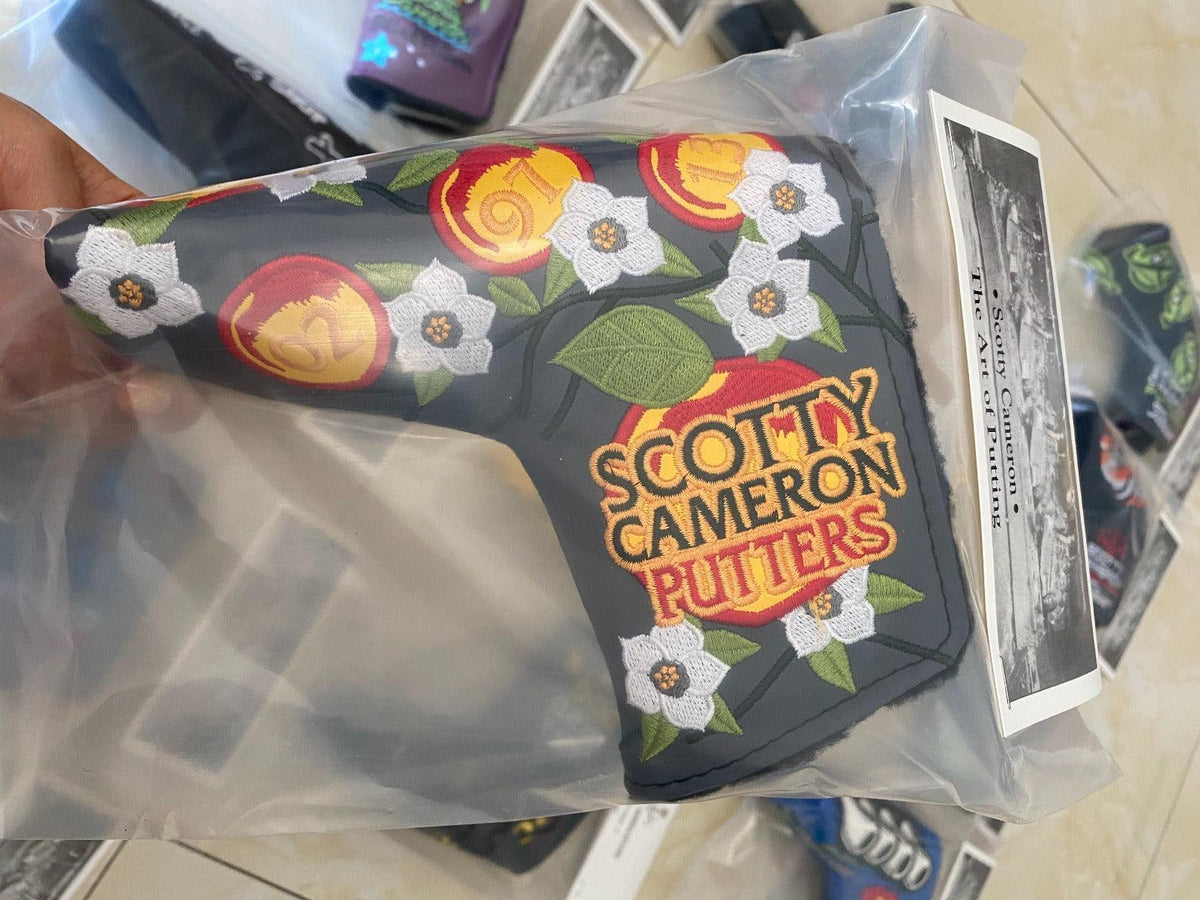 97
13
02
SCOTTY
CAMERON
PUTTERS
• Scotty Cameron •
The Art of Putting